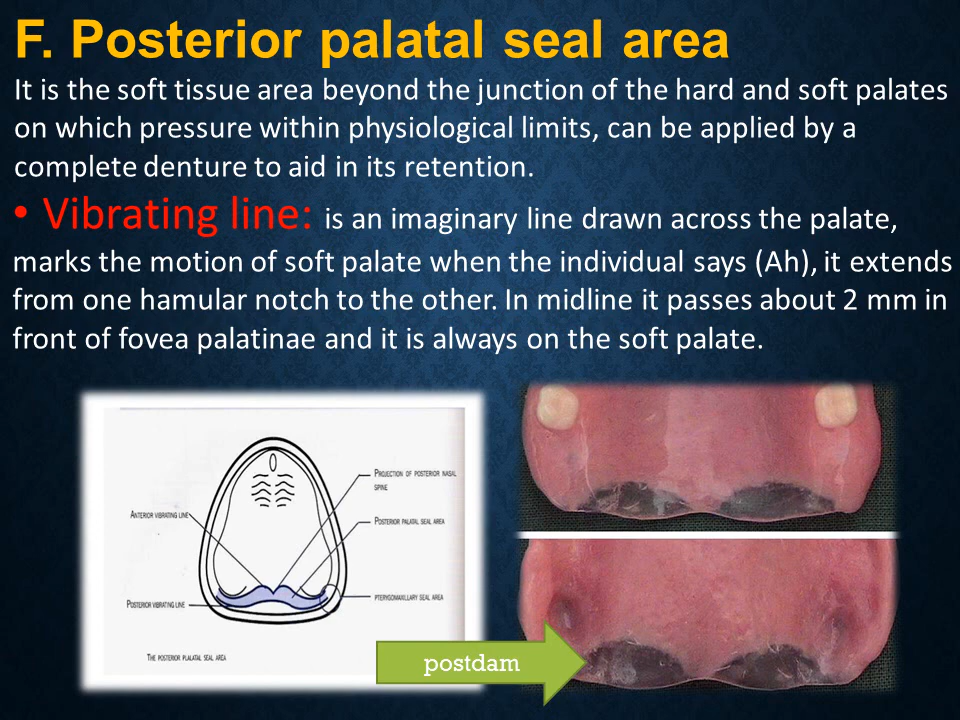 F. Posterior palatal seal area
It is the soft tissue area beyond the junction of the hard and soft palates
on which pressure within physiological limits, can be applied by a
complete denture to aid in its retention.
• Vibrating line: is an imaginary line drawn across the palate,
marks the motion of soft palate when the individual says (Ah), it extends
from one hamular notch to the other. In midline it passes about 2 mm in
front of fovea palatinae and it is always on the soft palate.
PROJECTION OF POSTERIOR NASAL
SPINE
ANTERIOR VIBRATING LINE
POSTERIOR PALATAL SEAL AREA
PTERYGOMAXILLARY SEAL AREA
POSTERIOR VIBRATING LINE
THE POSTERIOR PLALATAL SEAL AREA
postdam